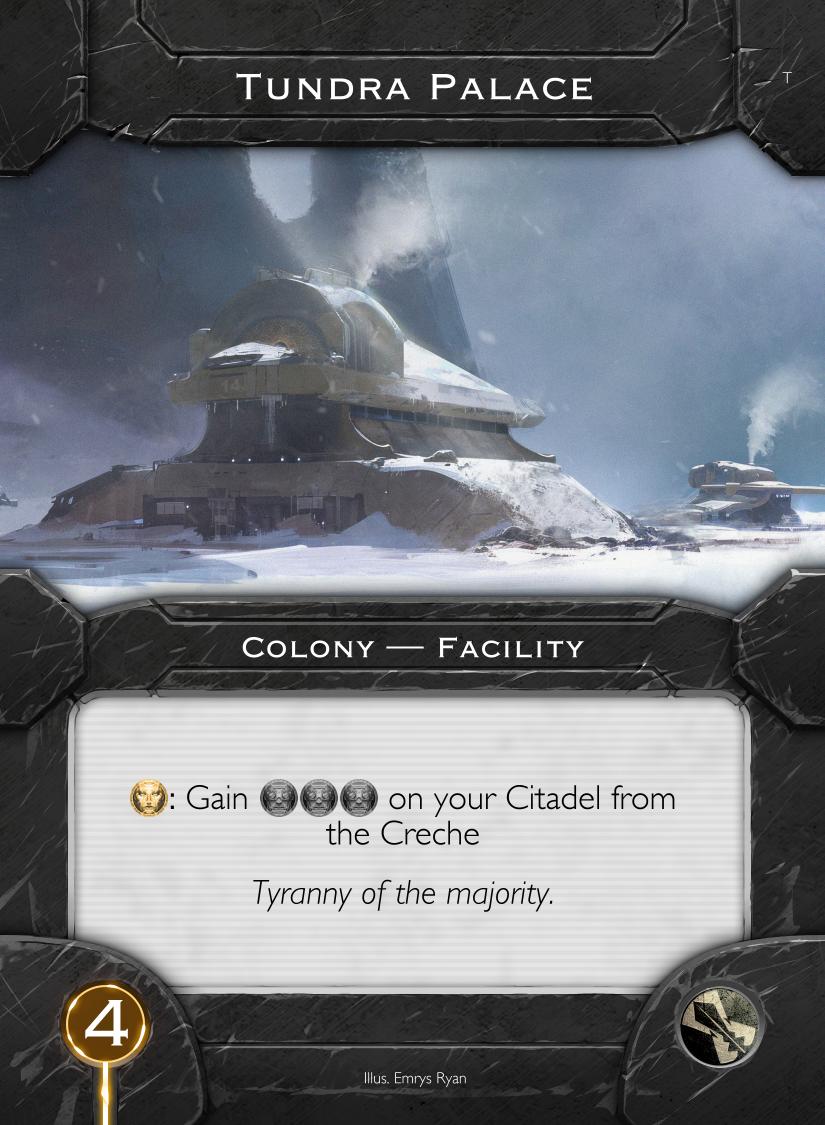 Tundra Palace
T
14
Colony — Facility
: Gain on your Citadel from
the Creche
Tyranny of the majority.
4
Illus. Emrys Ryan